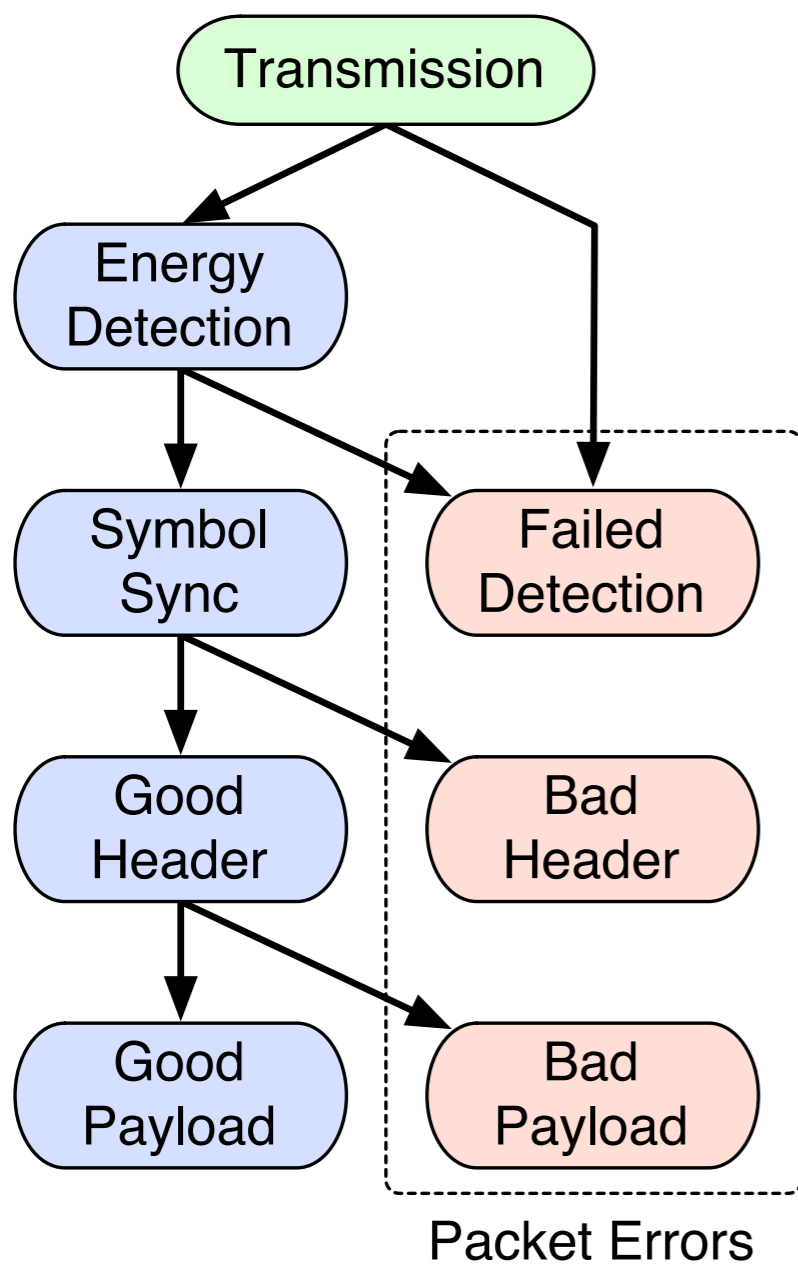 Transmission
Energy
Detection
Symbol
Sync
Failed
Detection
Good
Header
Bad
Header
Good
Payload
Bad
Payload
Packet Errors